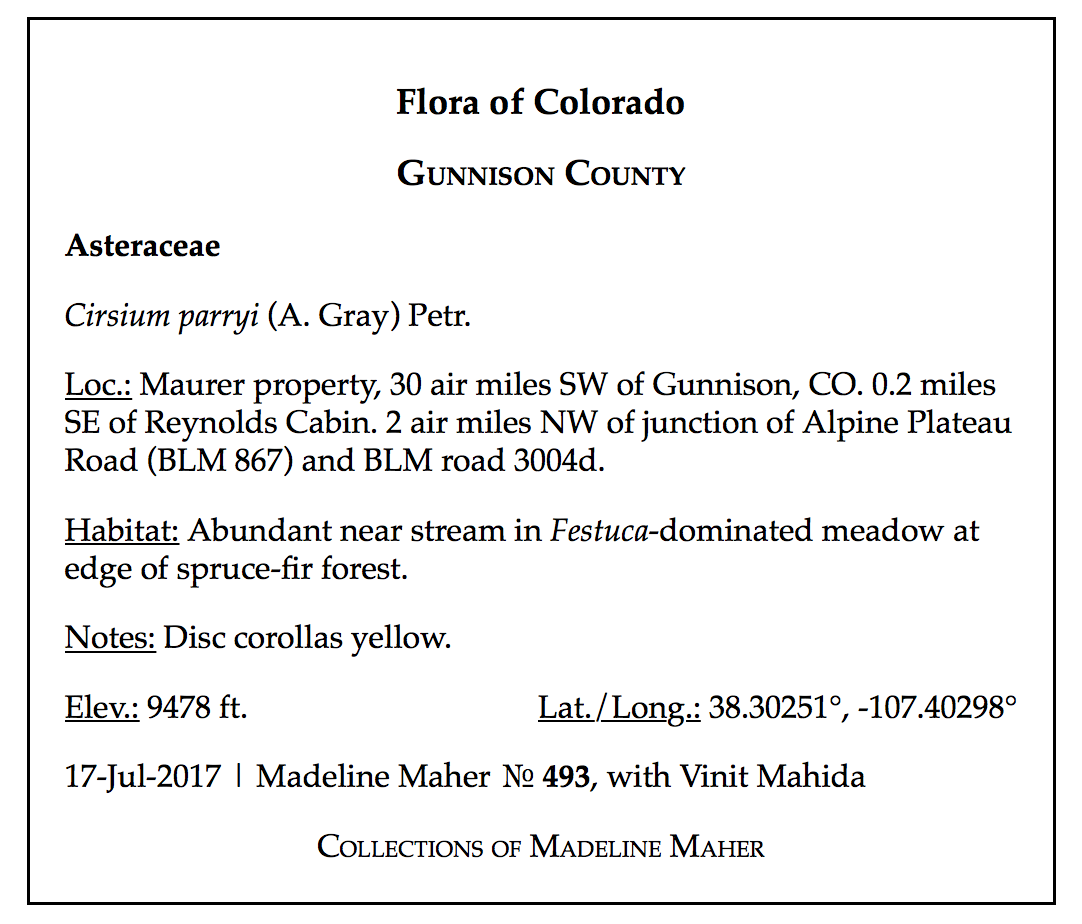 Flora of Colorado
Gunnison County
Asteraceae
Cirsium parryi (A. Gray) Petr.
Loc.: Maurer property, 30 air miles SW of Gunnison, CO. 0.2 miles
SE of Reynolds Cabin. 2 air miles NW of junction of Alpine Plateau
Road (BLM 867) and BLM road 3004d.
Habitat: Abundant near stream in Festuca-dominated meadow at
edge of spruce-fir forest.
Notes: Disc corollas yellow.
Elev.: 9478 ft. Lat./Long.: 38.30251°, -107.40298°
17-Jul-2017 | Madeline Maher № 493, with Vinit Mahida
Collections of Madeline Maher